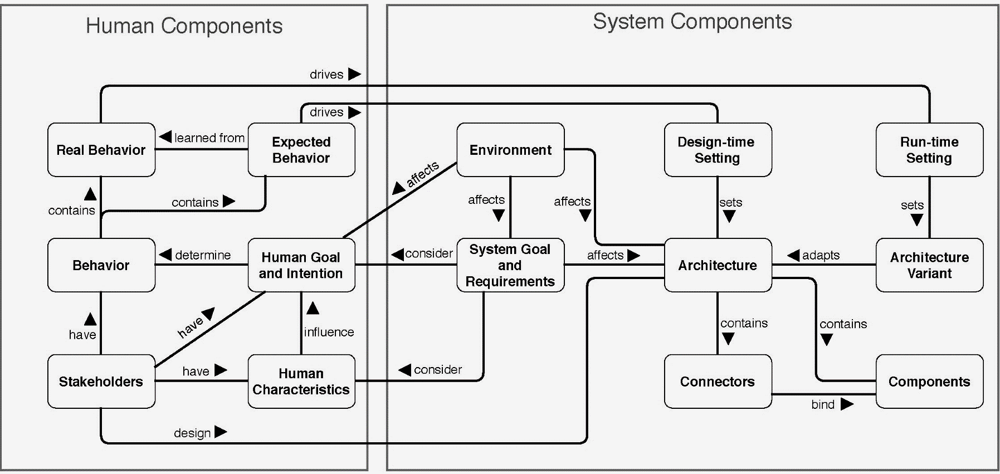 Human Components
System Components
drives
drives
Real Behavior
learned from
Expected
Behavior
Environment
Design-time
Setting
Run-time
Setting
affects
contains
contains
affects
affects
sets
sets
Behavior
determine
Human Goal
and Intention
consider
System Goal
and
Requirements
affects
Architecture
adapts
Architecture
Variant
have
have
influence
contains
contains
Stakeholders
have
Human
Characteristics
consider
Connectors
bind
Components
design